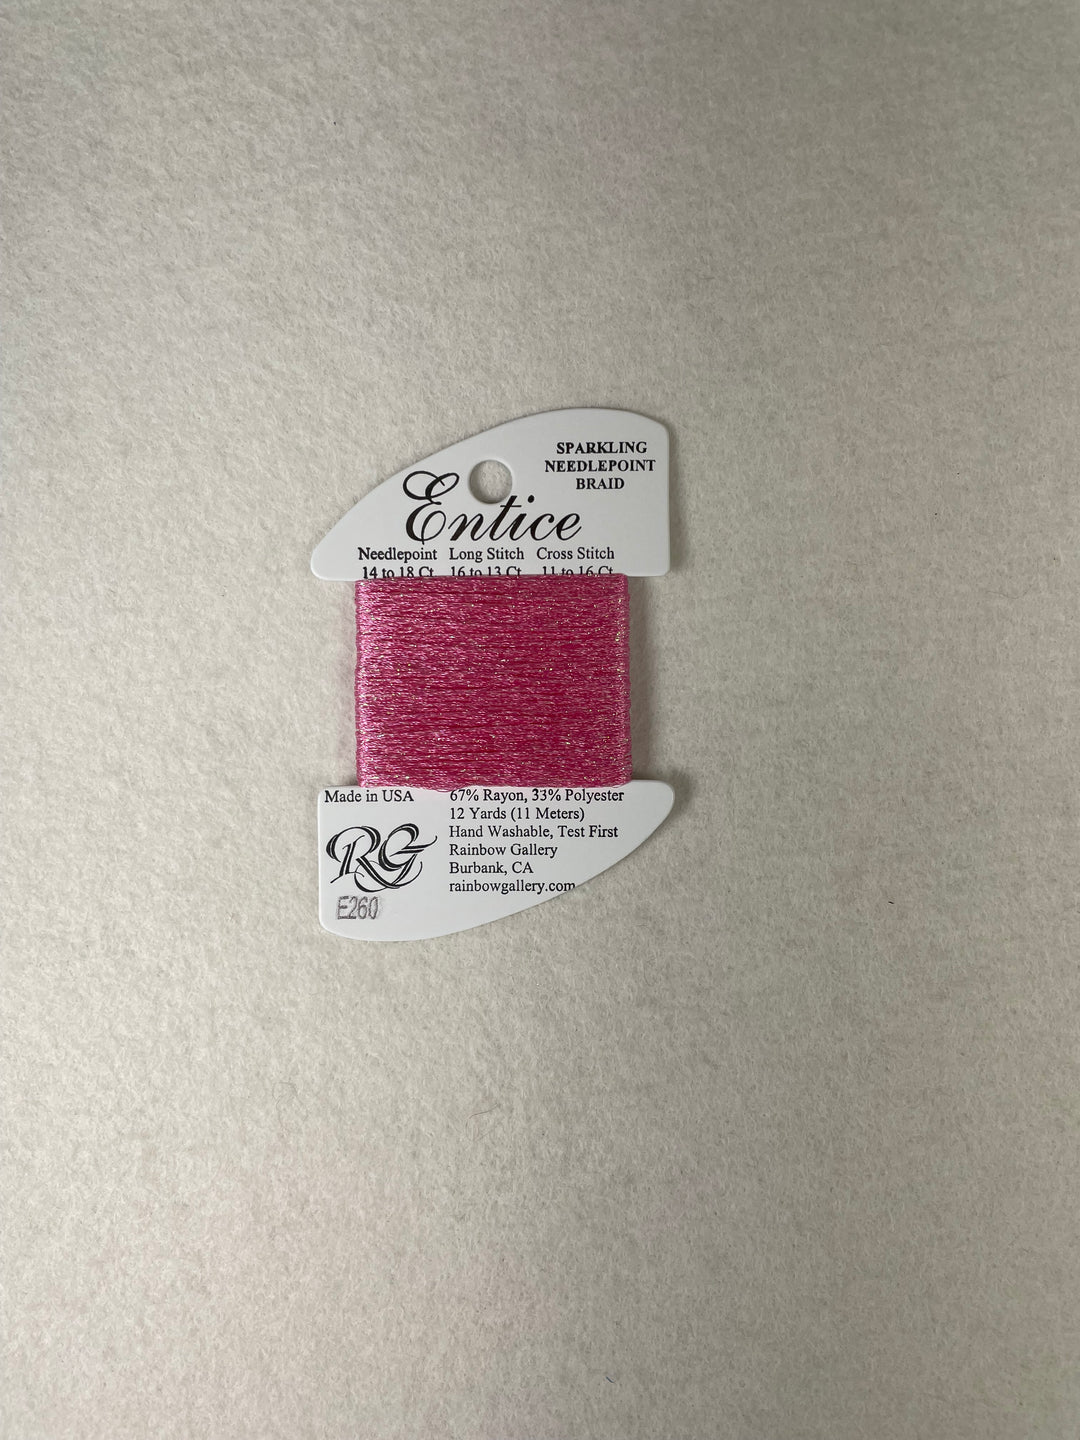 SPARKLING
NEEDLEPOINT
BRAID
Entice
Needlepoint Long Stitch Cross Stitch
14 to 18 Ct. 16 to 13 Ct. 11 to 16 Ct.
Made in USA
67% Rayon, 33% Polyester
12 Yards (11 Meters)
Hand Washable, Test First
Rainbow Gallery
Burbank, CA
rainbowgallery.com
RG
E260